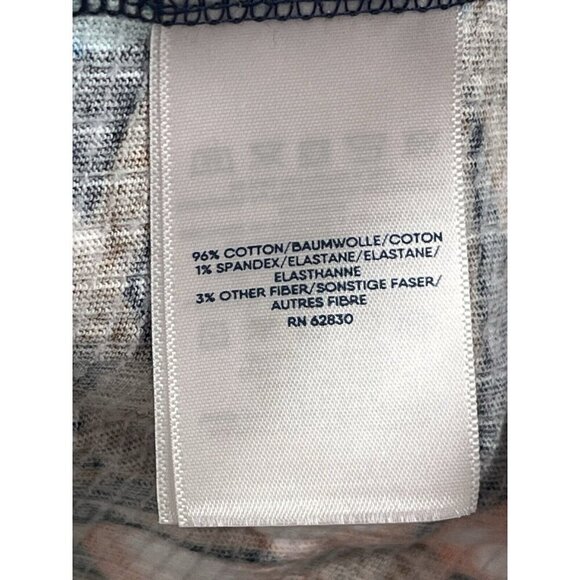 96% COTTON/BAUMWOLLE/COTON
1% SPANDEX/ELASTANE/ELASTANE/
ELASTHANNE
3% OTHER FIBER/SONSTIGE FASER/
AUTRES FIBRE
RN 62830